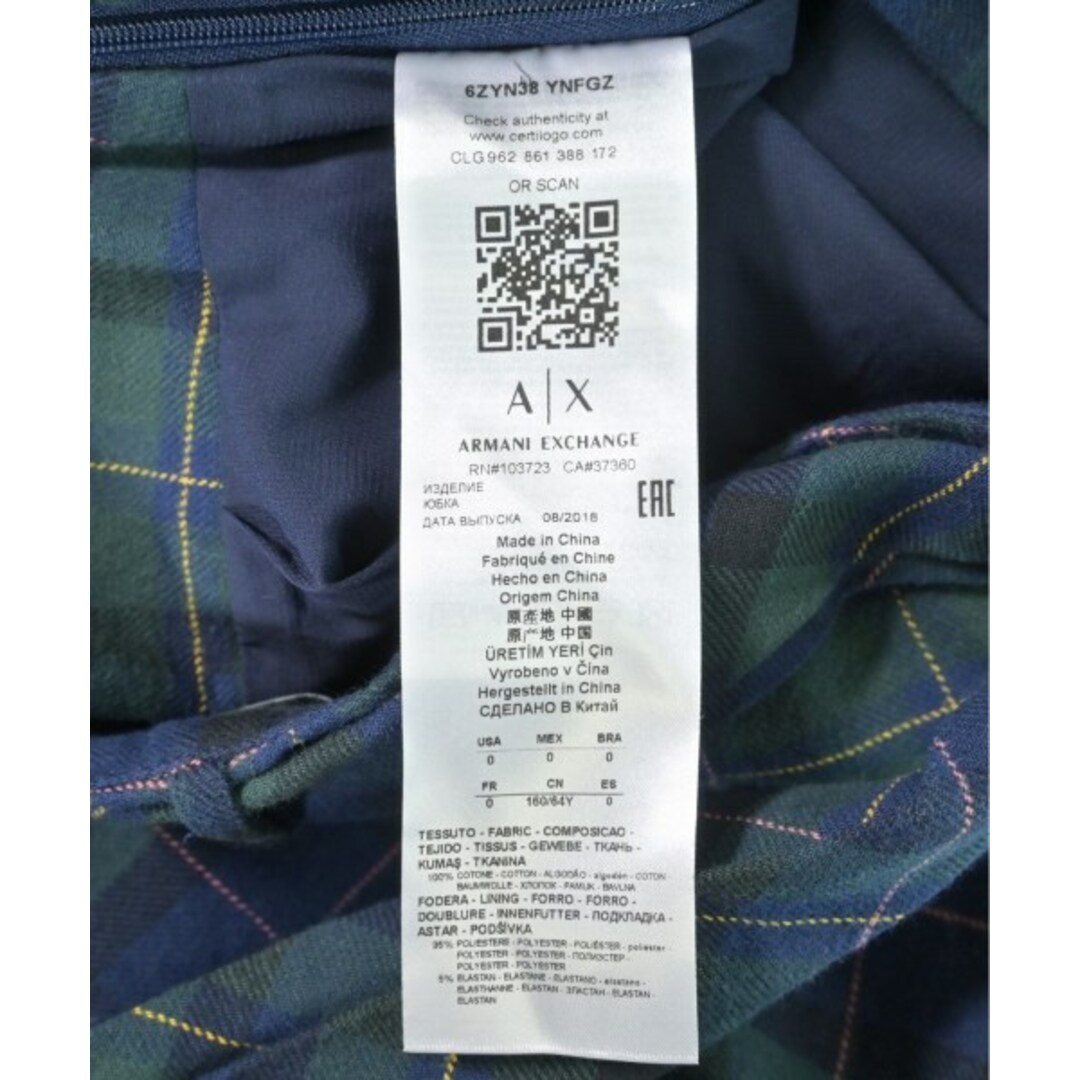 6ZYN38 YNFGZ
Check authenticity at
www.certilogo.com
CLG 962 861 388 172
OR SCAN
A|X
ARMANI EXCHANGE
RN#103723 CA#37360
ИЗДЕЛИЕ
ЮБКА
ДАТА ВЫПУСКА 08/2018
EAC
Made in China
Fabriqué en Chine
Hecho en China
Origem China
原產地 中國
原产地 中国
ÜRETİM YERİ Çin
Vyrobeno v Čína
Hergestellt in China
СДЕЛАНО В Китай
USA MEX BRA
0 0 0
FR CN ES
0 160/64Y 0
TESSUTO - FABRIC - COMPOSICAO -
TEJIDO - TISSUS - GEWEBE - ТКАНЬ -
KUMAŞ - TKANINA
100% COTONE - COTTON - ALGODÃO - algodón - COTON -
BAUMWOLLE - ХЛОПОК - PAMUK - BAVLNA
FODERA - LINING - FORRO - FORRO -
DOUBLURE - INNENFUTTER - ПОДКЛАДКА -
ASTAR - PODŠÍVKA
95% POLIESTERE - POLYESTER - POLIÉSTER - poliester -
POLYESTER - POLYESTER - ПОЛИЭСТЕР -
POLYESTER - POLYESTER
5% ELASTAN - ELASTANE - ELASTANO - elastano -
ELASTHANNE - ELASTAN - ЭЛАСТАН - ELASTAN -
ELASTAN